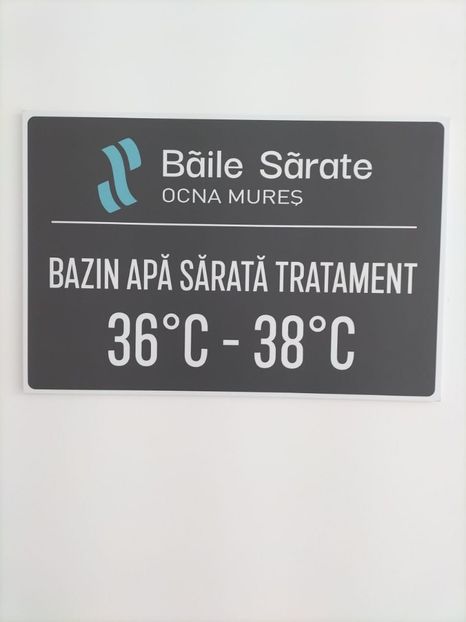 Băile Sărate
OCNA MUREȘ
BAZIN APĂ SĂRATĂ TRATAMENT
36°C - 38°C